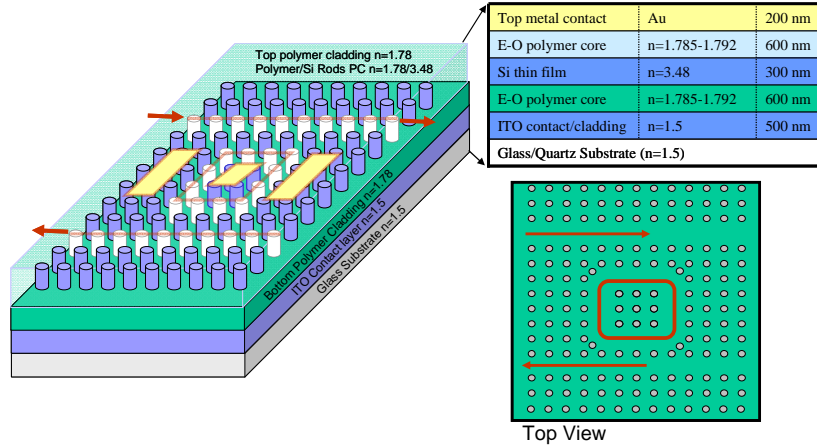 Top polymer cladding n=1.78
Polymer/Si Rods PC n=1.78/3.48
Bottom Polymer Cladding n=1.78
ITO Contact layer n=1.5
Glass Substrate n=1.5
Top metal contact Au 200 nm
E-O polymer core n=1.785-1.792 600 nm
Si thin film n=3.48 300 nm
E-O polymer core n=1.785-1.792 600 nm
ITO contact/cladding n=1.5 500 nm
Glass/Quartz Substrate (n=1.5)
Top View